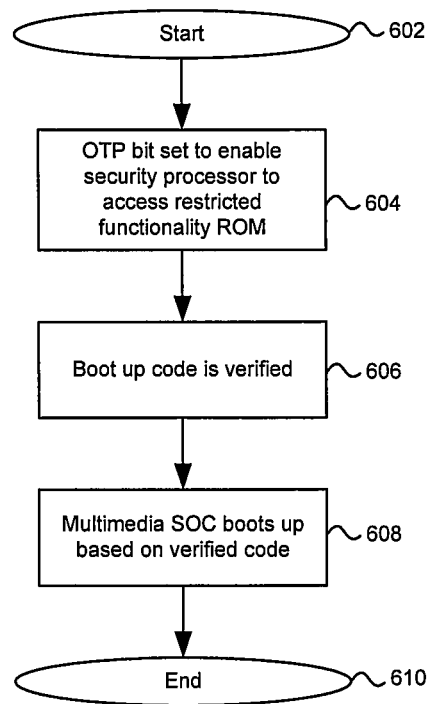 Start
602
OTP bit set to enable
security processor to
access restricted
functionality ROM
604
Boot up code is verified
606
Multimedia SOC boots up
based on verified code
608
End
610